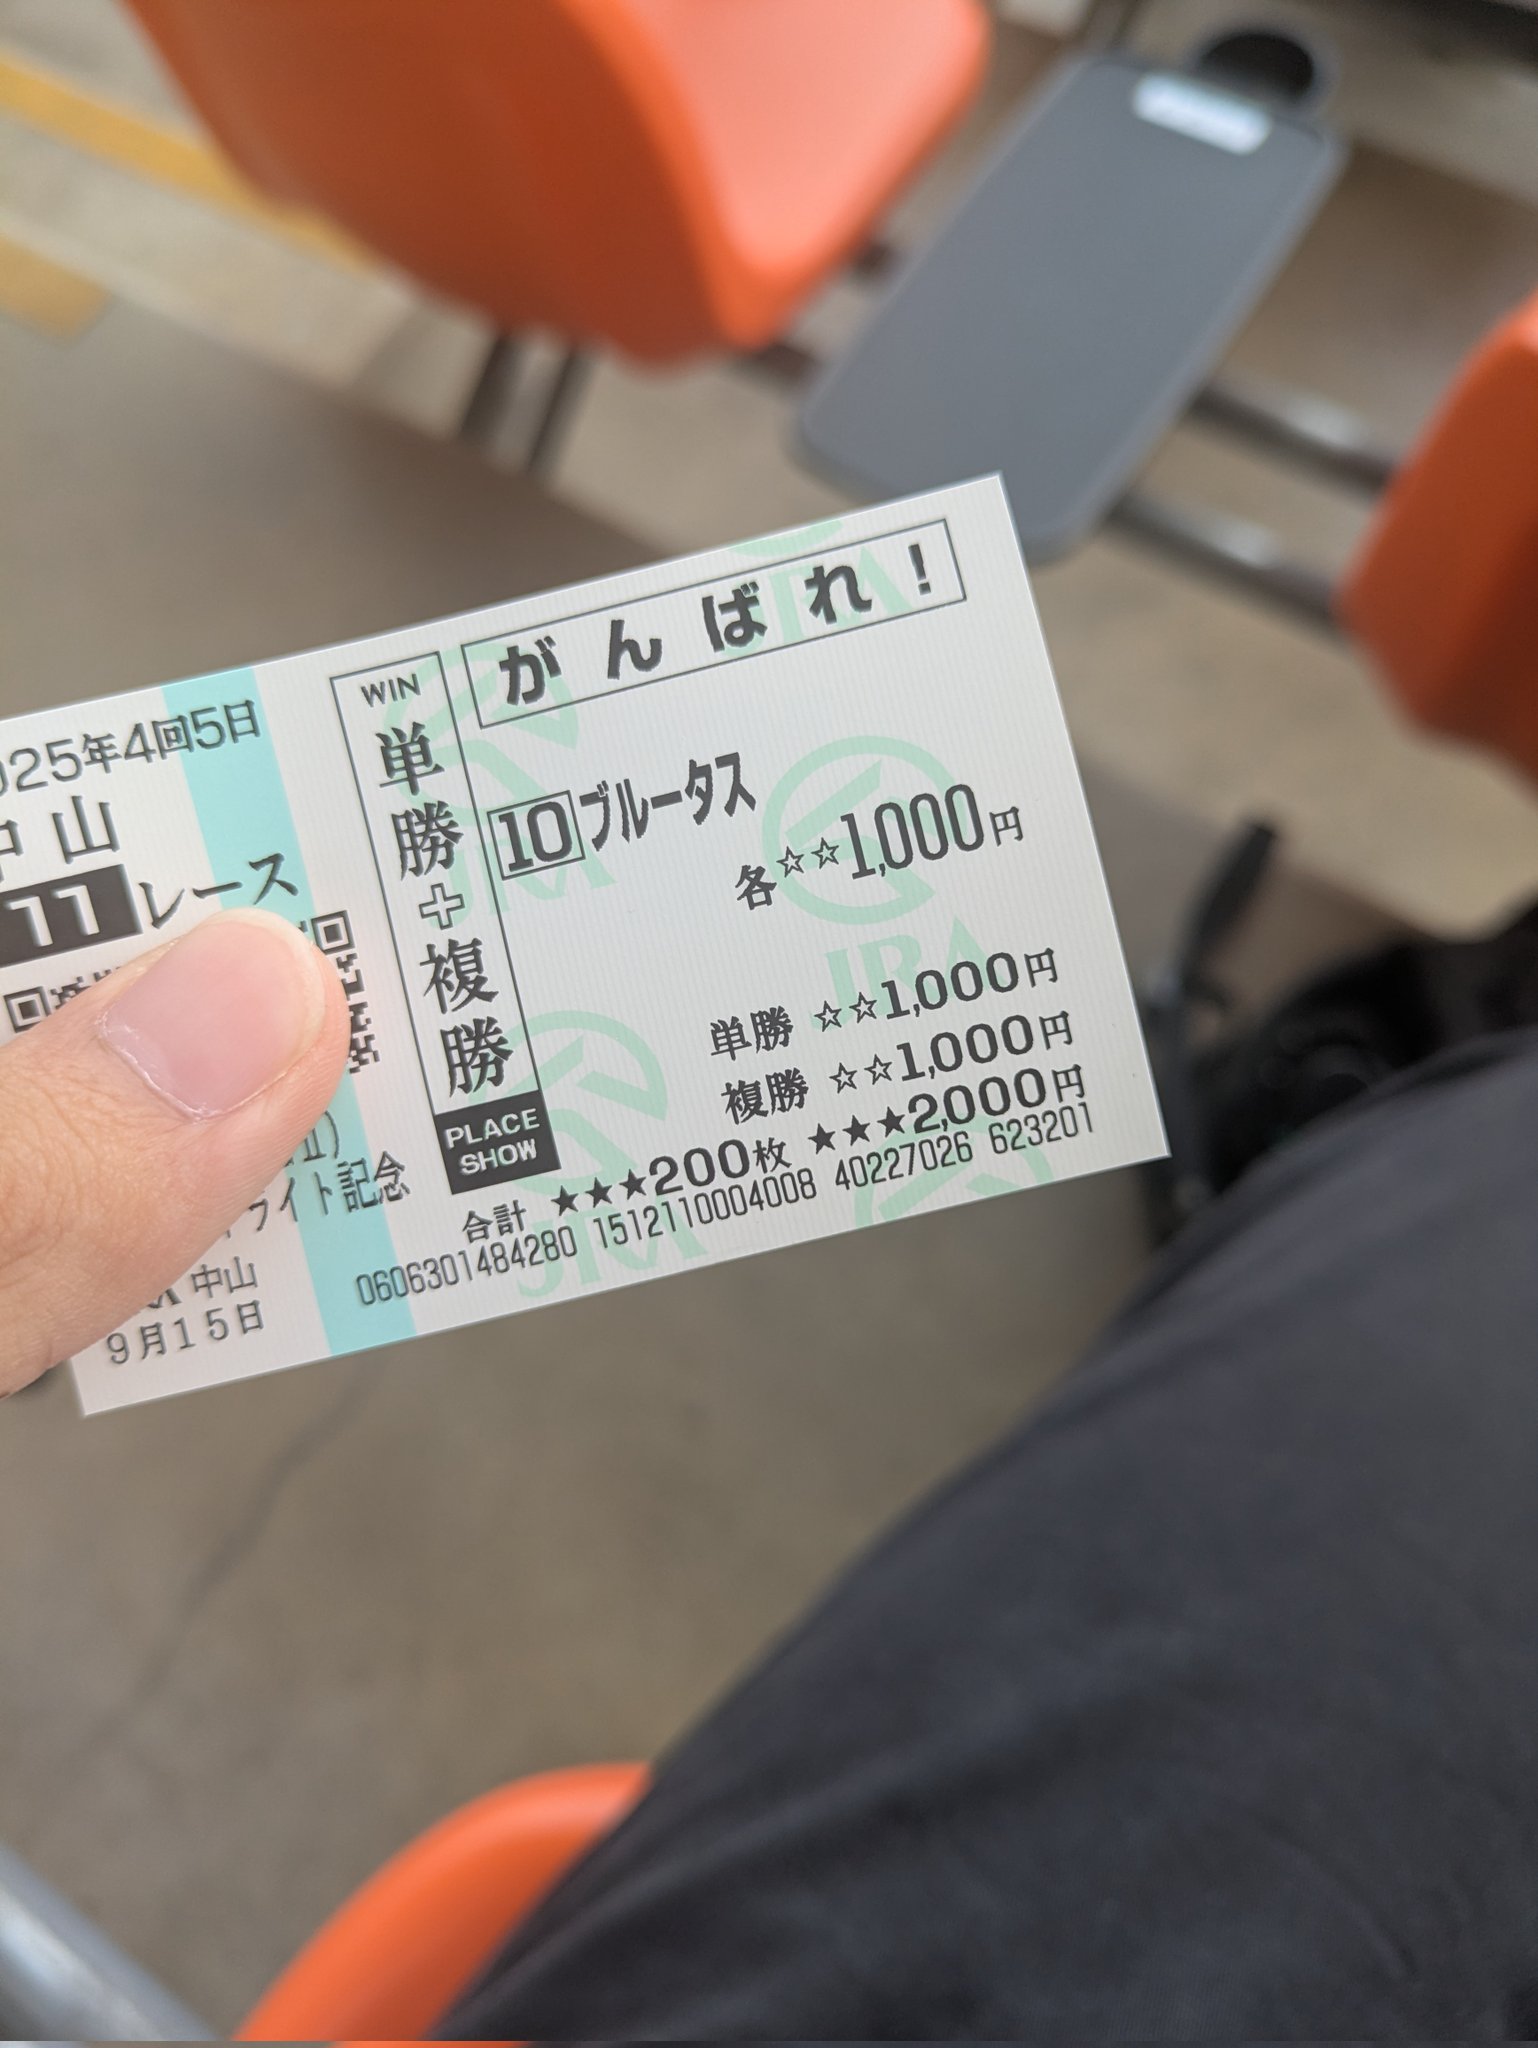 025年4回5日
中山
11レース
ライト記念
中山
9月15日
WIN
単勝+複勝
PLACE
SHOW
がんばれ!
10 ブルータス
各☆☆1,000円
単勝 ☆☆1,000円
複勝 ☆☆1,000円
合計 ★★★200枚 ★★★2,000円
0606301484280 1512110004008 40227026 623201
JRA